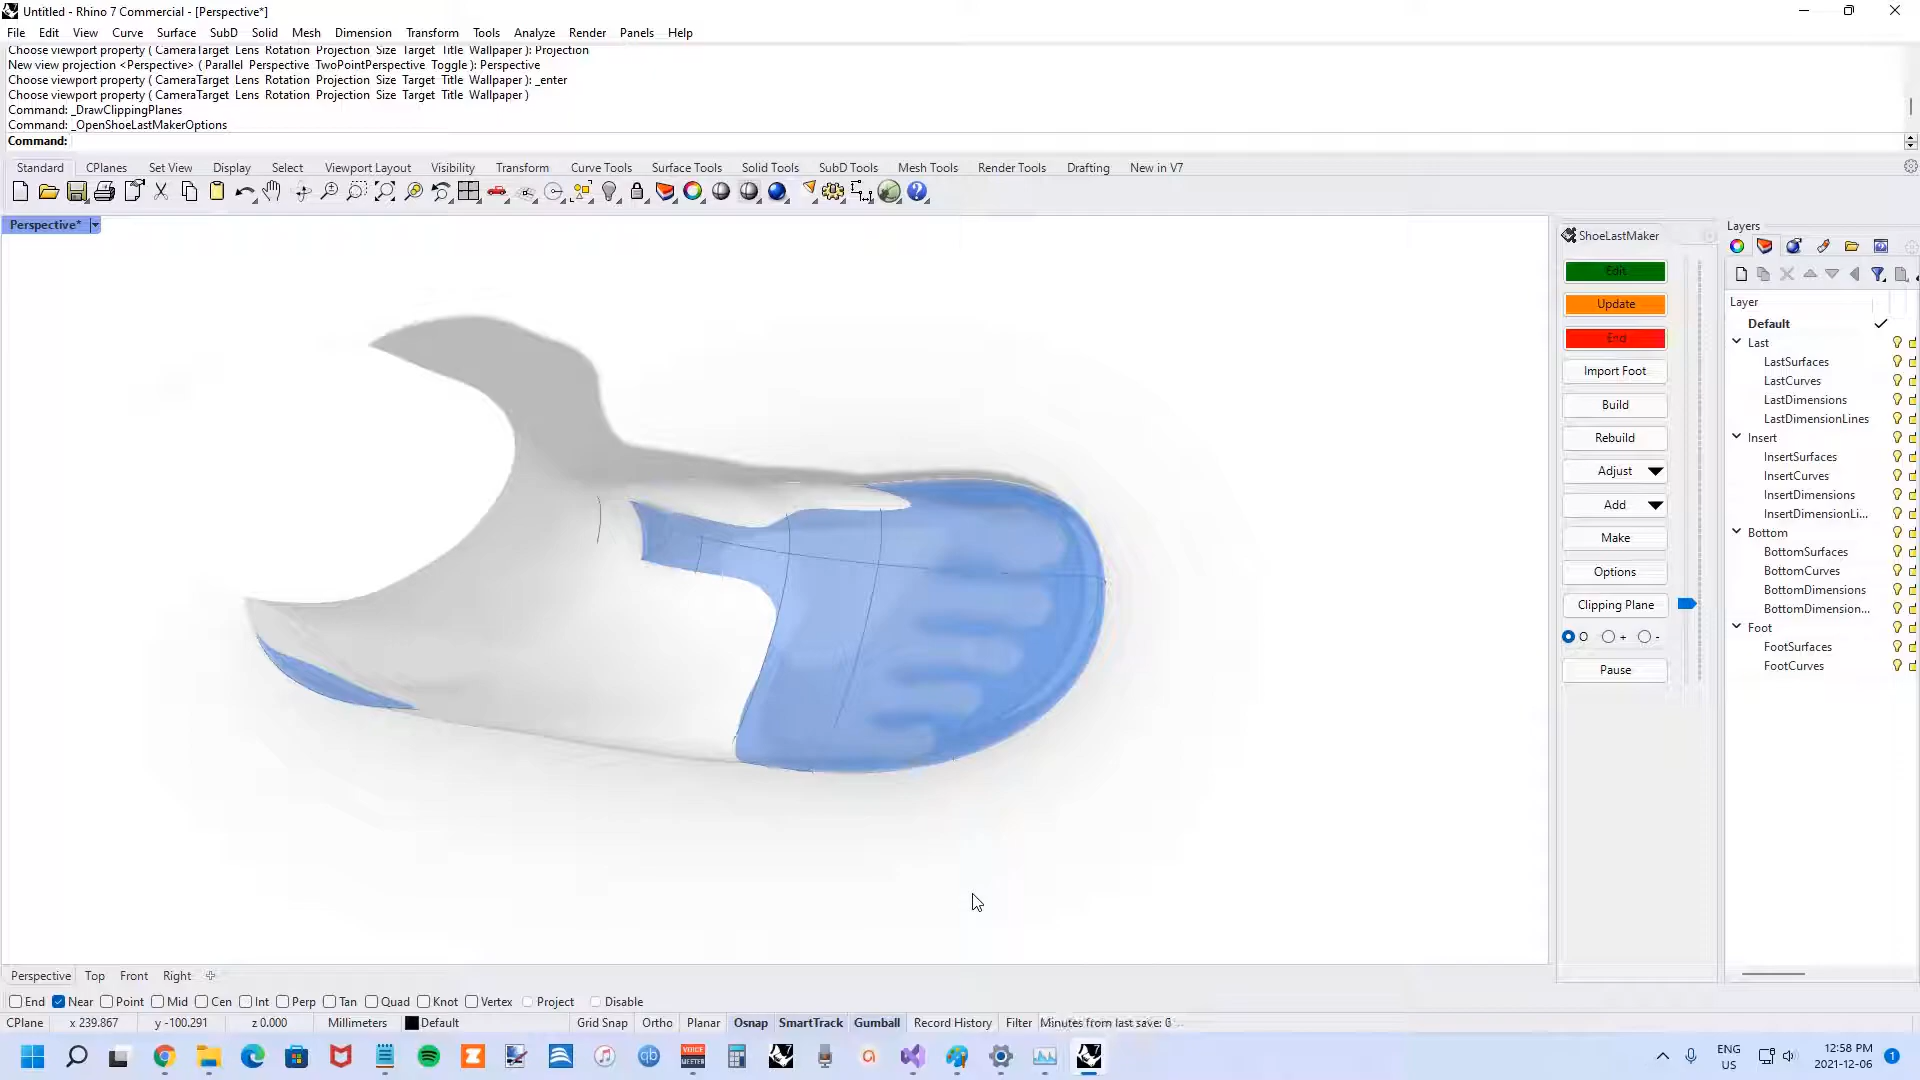 Untitled - Rhino 7 Commercial - [Perspective*]
File Edit View Curve Surface SubD Solid Mesh Dimension Transform Tools Analyze Render Panels Help
Choose viewport property ( CameraTarget Lens Rotation Projection Size Target Title Wallpaper ): Projection
New view projection <Perspective> ( Parallel Perspective TwoPointPerspective Toggle ): Perspective
Choose viewport property ( CameraTarget Lens Rotation Projection Size Target Title Wallpaper ): _enter
Choose viewport property ( CameraTarget Lens Rotation Projection Size Target Title Wallpaper )
Command: _DrawClippingPlanes
Command: _OpenShoeLastMakerOptions
Command:
Standard CPlanes Set View Display Select Viewport Layout Visibility Transform Curve Tools Surface Tools Solid Tools SubD Tools Mesh Tools Render Tools Drafting New in V7
Perspective*
ShoeLastMaker
Edit
Update
End
Import Foot
Build
Rebuild
Adjust
Add
Make
Options
Clipping Plane
O + -
Pause
Layers
Layer
Default
Last
LastSurfaces
LastCurves
LastDimensions
LastDimensionLines
Insert
InsertSurfaces
InsertCurves
InsertDimensions
InsertDimensionLi...
Bottom
BottomSurfaces
BottomCurves
BottomDimensions
BottomDimension...
Foot
FootSurfaces
FootCurves
Perspective Top Front Right
End Near Point Mid Cen Int Perp Tan Quad Knot Vertex Project Disable
CPlane x 239.867 y -100.291 z 0.000 Millimeters Default Grid Snap Ortho Planar Osnap SmartTrack Gumball Record History Filter Minutes from last save: 6
ENG
US
12:58 PM
2021-12-06
1